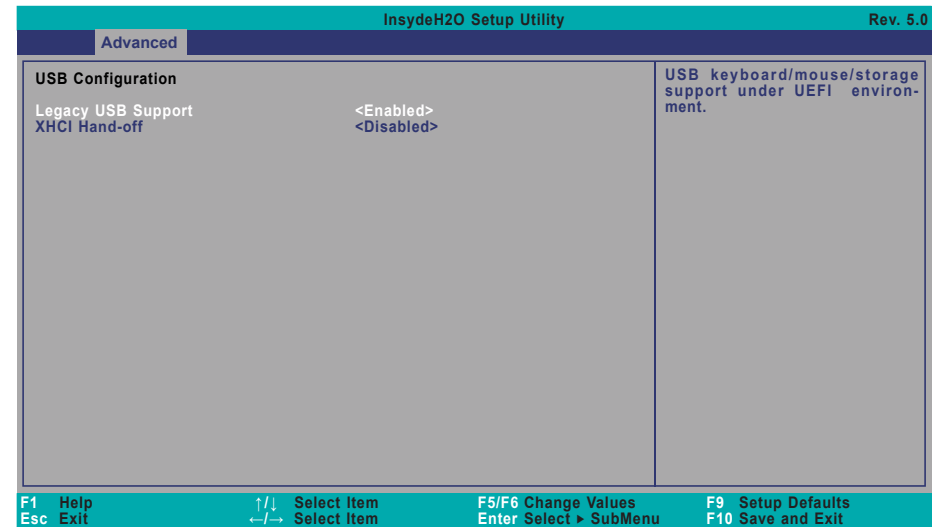 InsydeH2O Setup Utility Rev. 5.0
Advanced
USB Configuration
Legacy USB Support <Enabled>
XHCI Hand-off <Disabled>
USB keyboard/mouse/storage
support under UEFI environ-
ment.
F1 Help ↑/↓ Select Item F5/F6 Change Values F9 Setup Defaults
Esc Exit ←/→ Select Item Enter Select ▶ SubMenu F10 Save and Exit